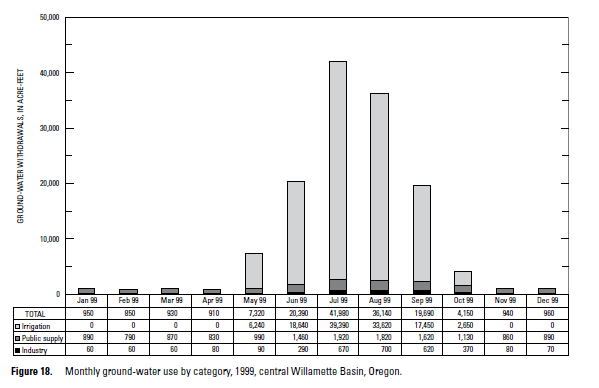 50,000
40,000
30,000
20,000
10,000
0
GROUND-WATER WITHDRAWALS, IN ACRE-FEET
Jan 99 Feb 99 Mar 99 Apr 99 May 99 Jun 99 Jul 99 Aug 99 Sep 99 Oct 99 Nov 99 Dec 99
TOTAL 950 850 930 910 7,320 20,390 41,980 36,140 19,690 4,150 940 960
Irrigation 0 0 0 0 6,240 18,640 39,390 33,620 17,450 2,650 0 0
Public supply 890 790 870 830 990 1,460 1,920 1,820 1,620 1,130 860 890
Industry 60 60 60 80 90 290 670 700 620 370 80 70
Figure 18. Monthly ground-water use by category, 1999, central Willamette Basin, Oregon.